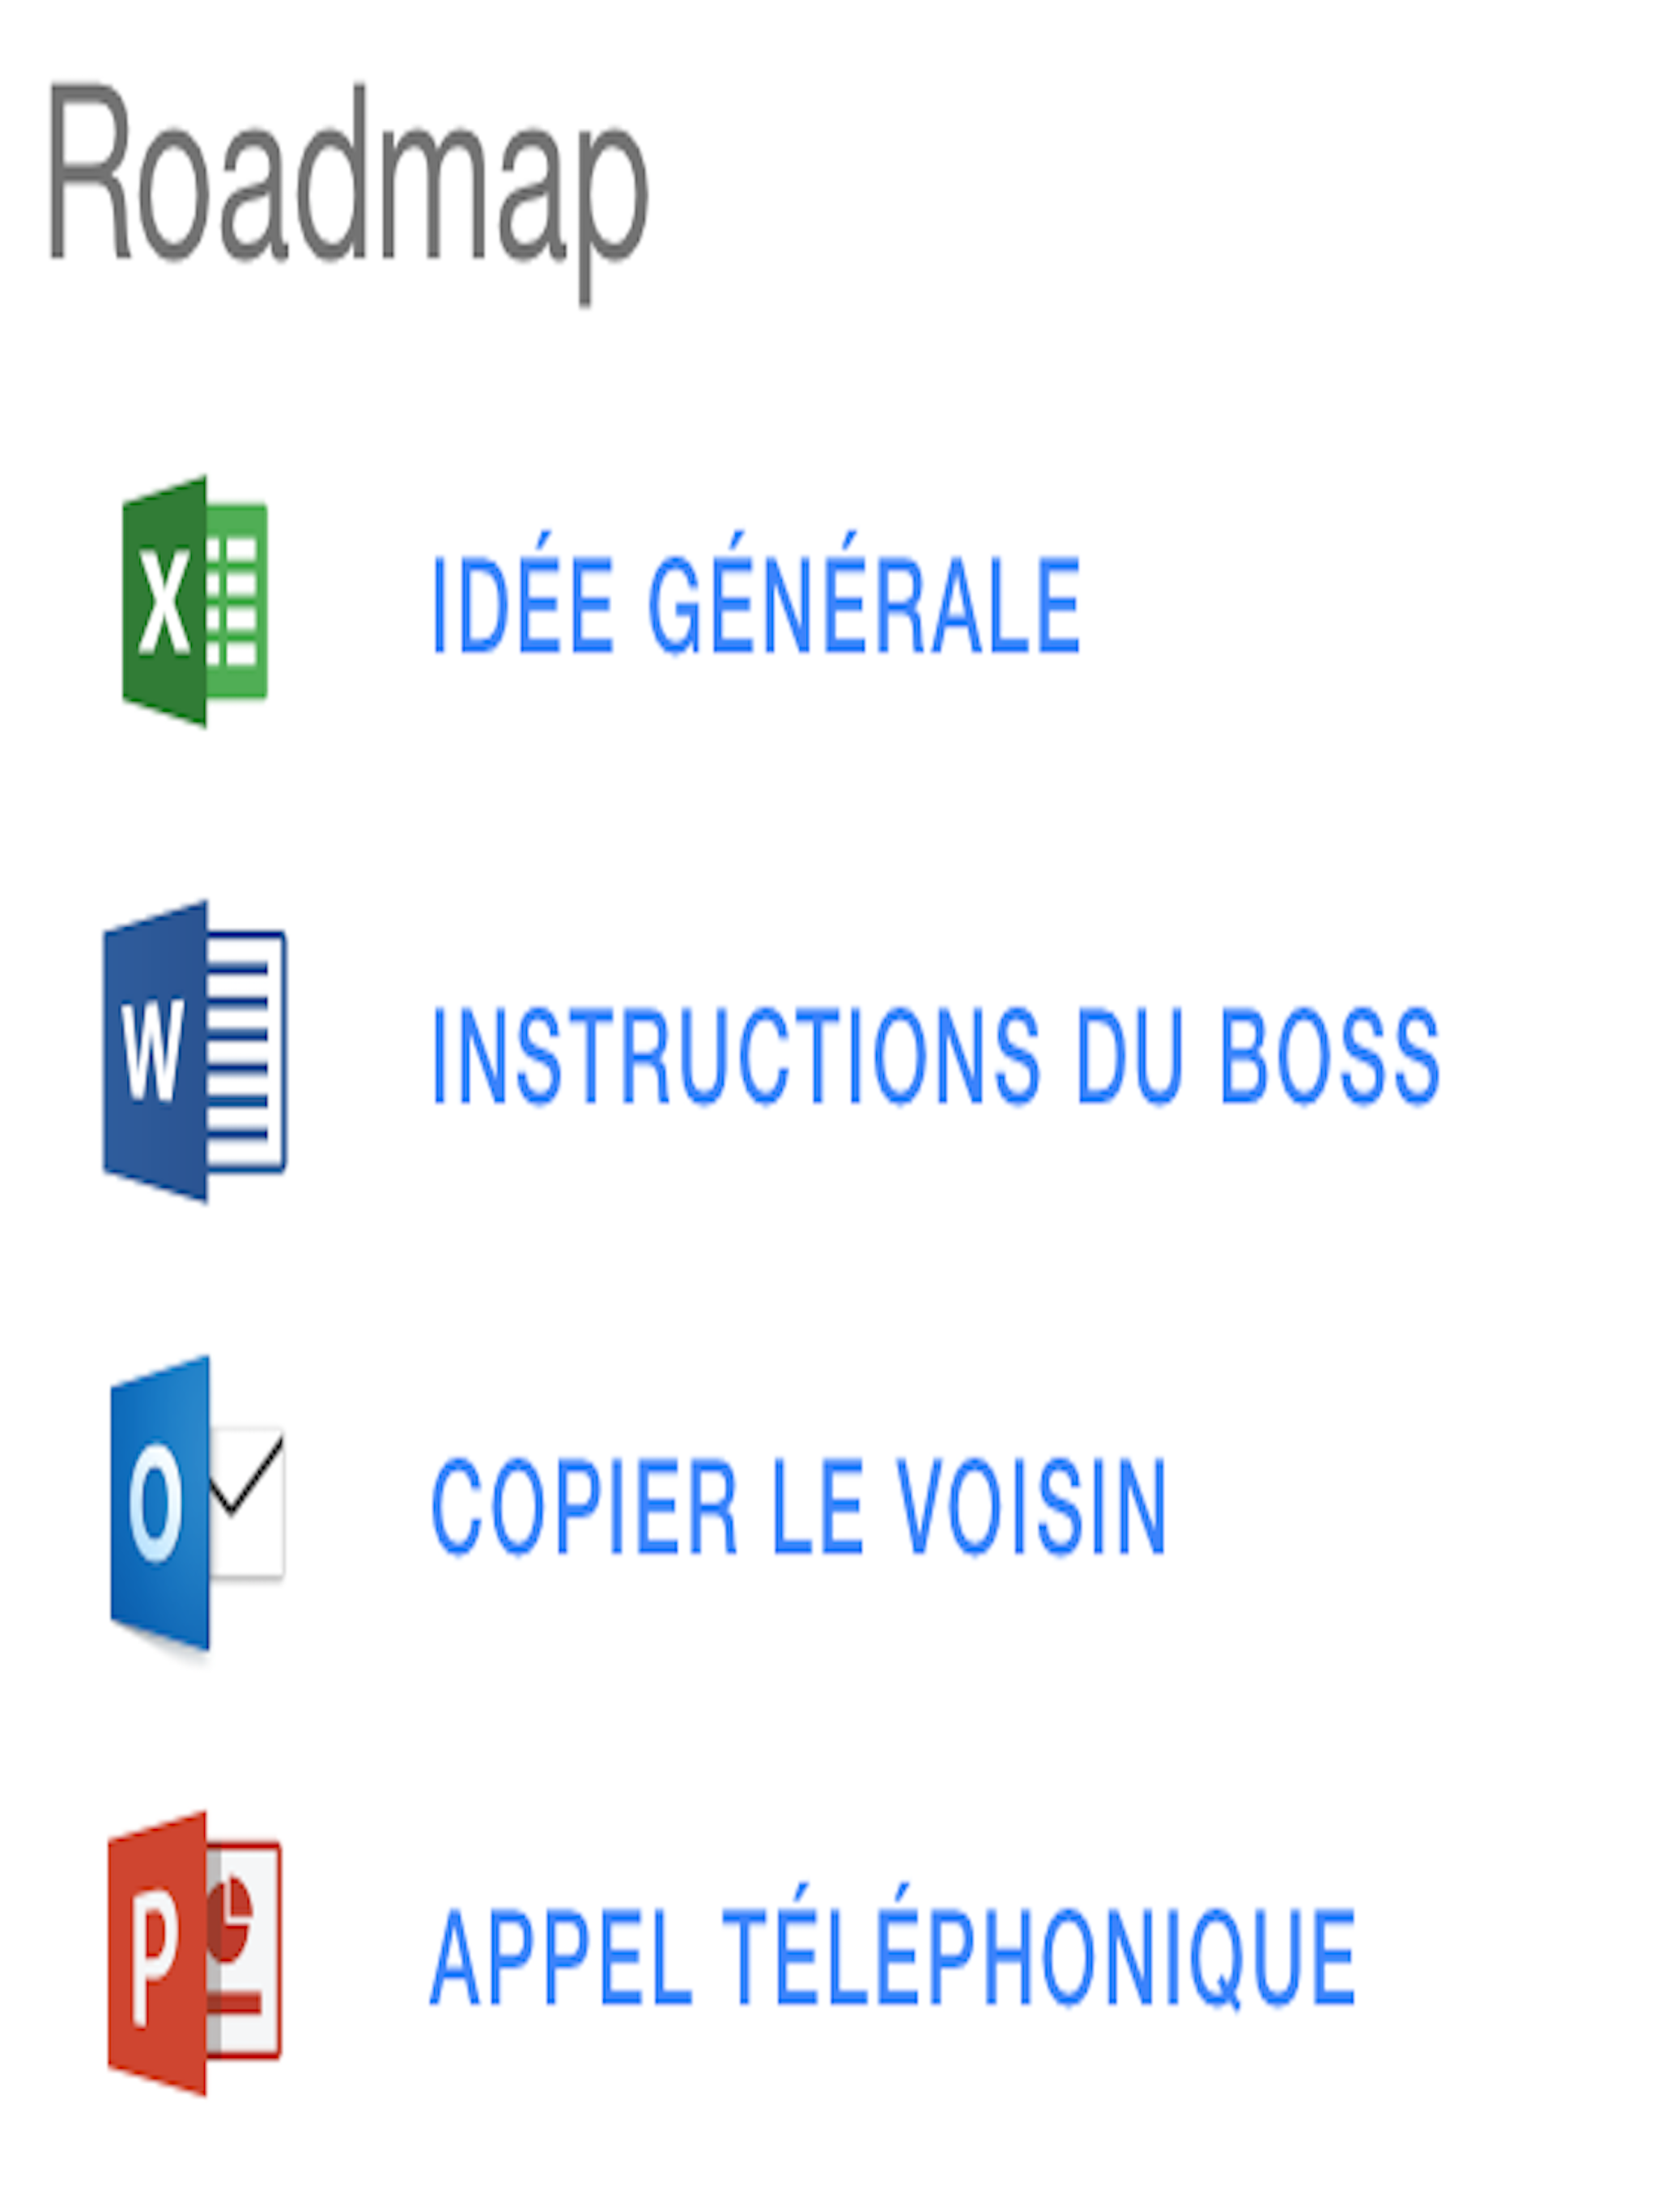 Roadmap
X
IDÉE GÉNÉRALE
W
INSTRUCTIONS DU BOSS
O
COPIER LE VOISIN
P
APPEL TÉLÉPHONIQUE